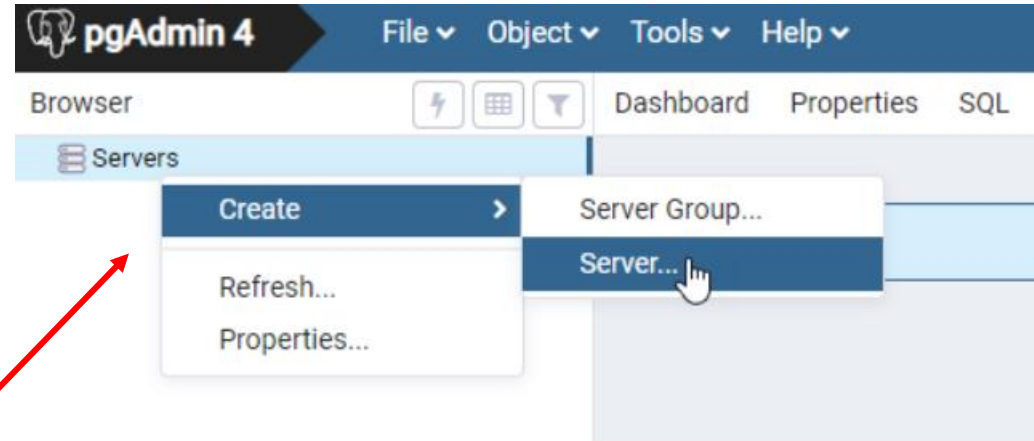 pgAdmin 4 File Object Tools Help
Browser Dashboard Properties SQL
Servers
Create Server Group...
Server...
Refresh...
Properties...